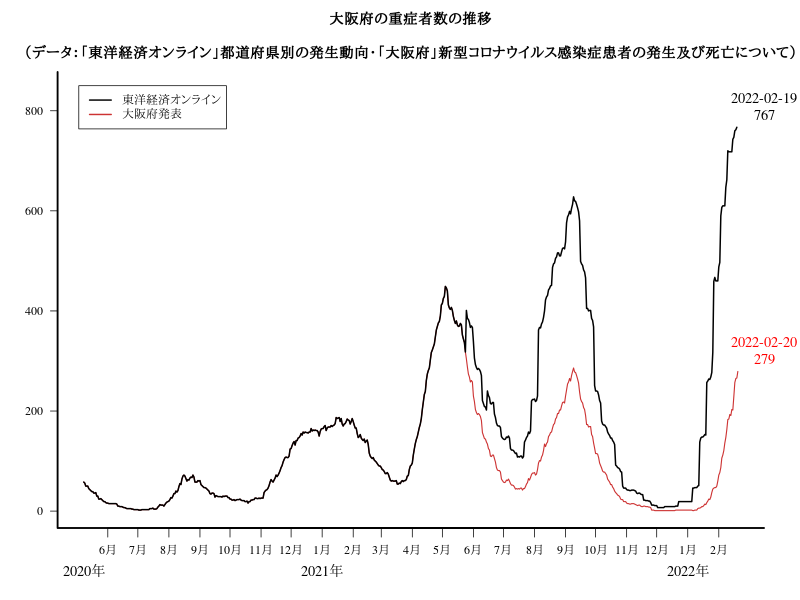 大阪府の重症者数の推移
（データ：「東洋経済オンライン」都道府県別の発生動向・「大阪府」新型コロナウイルス感染症患者の発生及び死亡について）
東洋経済オンライン
大阪府発表
2022-02-19
767
2022-02-20
279
800
600
400
200
0
6月 7月 8月 9月 10月 11月 12月 1月 2月 3月 4月 5月 6月 7月 8月 9月 10月 11月 12月 1月 2月
2020年 2021年 2022年